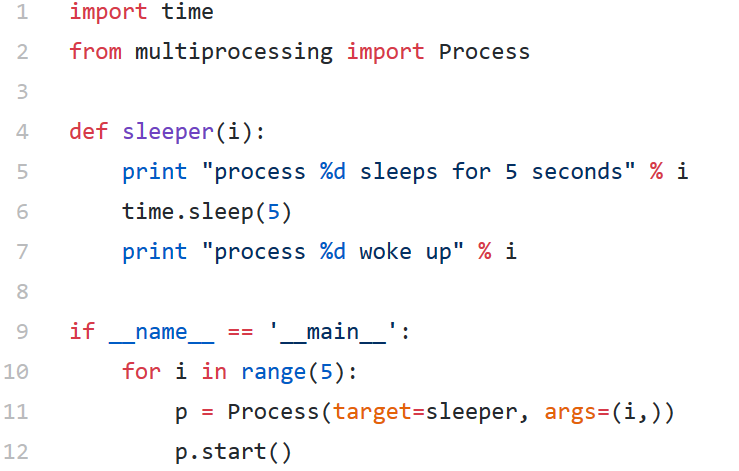 1 import time
2 from multiprocessing import Process
3
4 def sleeper(i):
5     print "process %d sleeps for 5 seconds" % i
6     time.sleep(5)
7     print "process %d woke up" % i
8
9 if __name__ == '__main__':
10     for i in range(5):
11         p = Process(target=sleeper, args=(i,))
12         p.start()